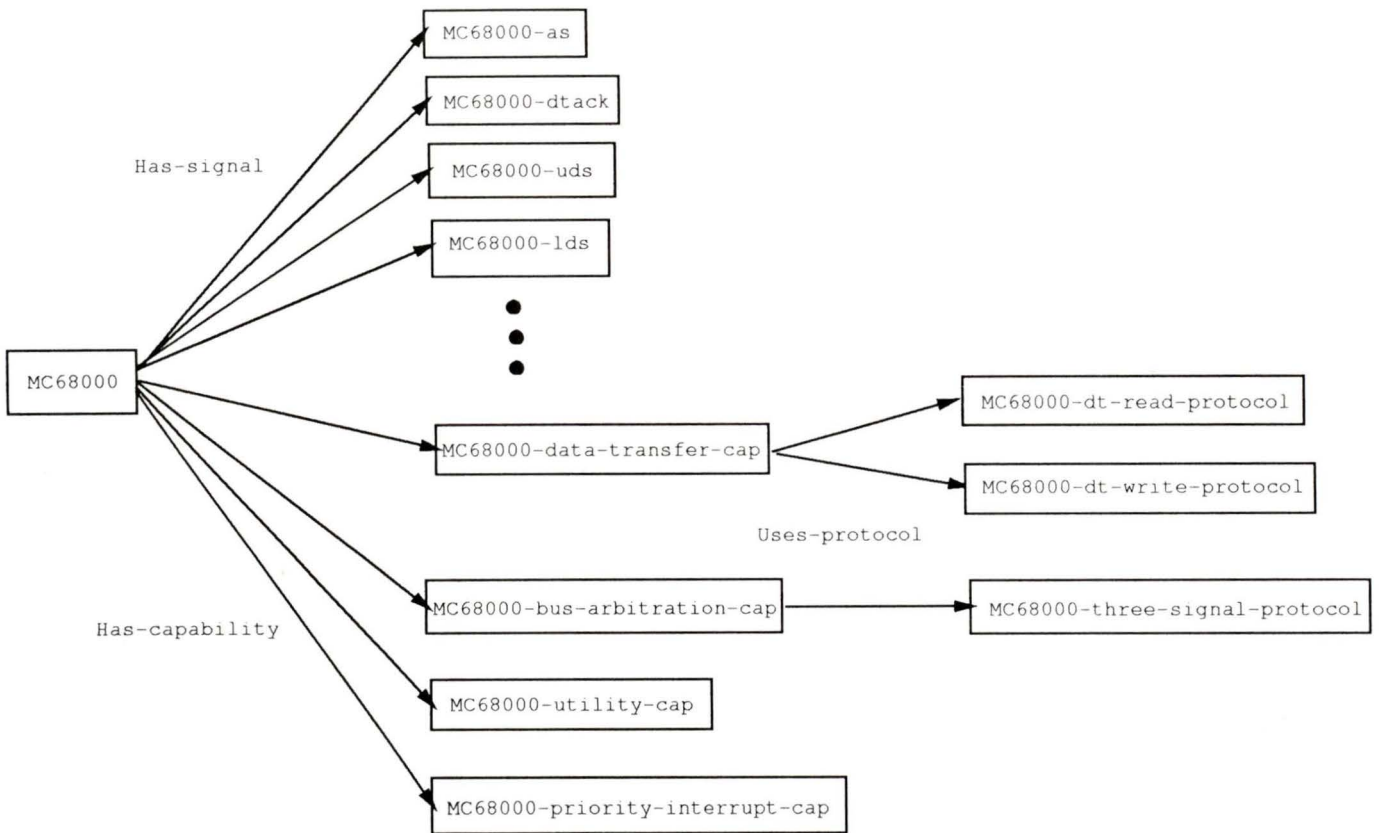 MC68000-as
MC68000-dtack
Has-signal
MC68000-uds
MC68000-lds
MC68000
MC68000-dt-read-protocol
MC68000-data-transfer-cap
MC68000-dt-write-protocol
Uses-protocol
MC68000-bus-arbitration-cap
MC68000-three-signal-protocol
Has-capability
MC68000-utility-cap
MC68000-priority-interrupt-cap